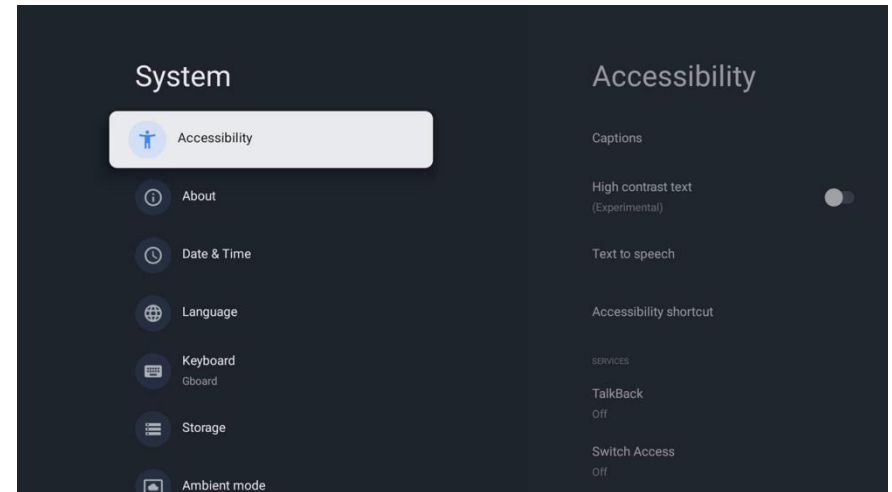 System
Accessibility
About
Date & Time
Language
Keyboard
Gboard
Storage
Ambient mode
Accessibility
Captions
High contrast text
(Experimental)
Text to speech
Accessibility shortcut
SERVICES
TalkBack
Off
Switch Access
Off